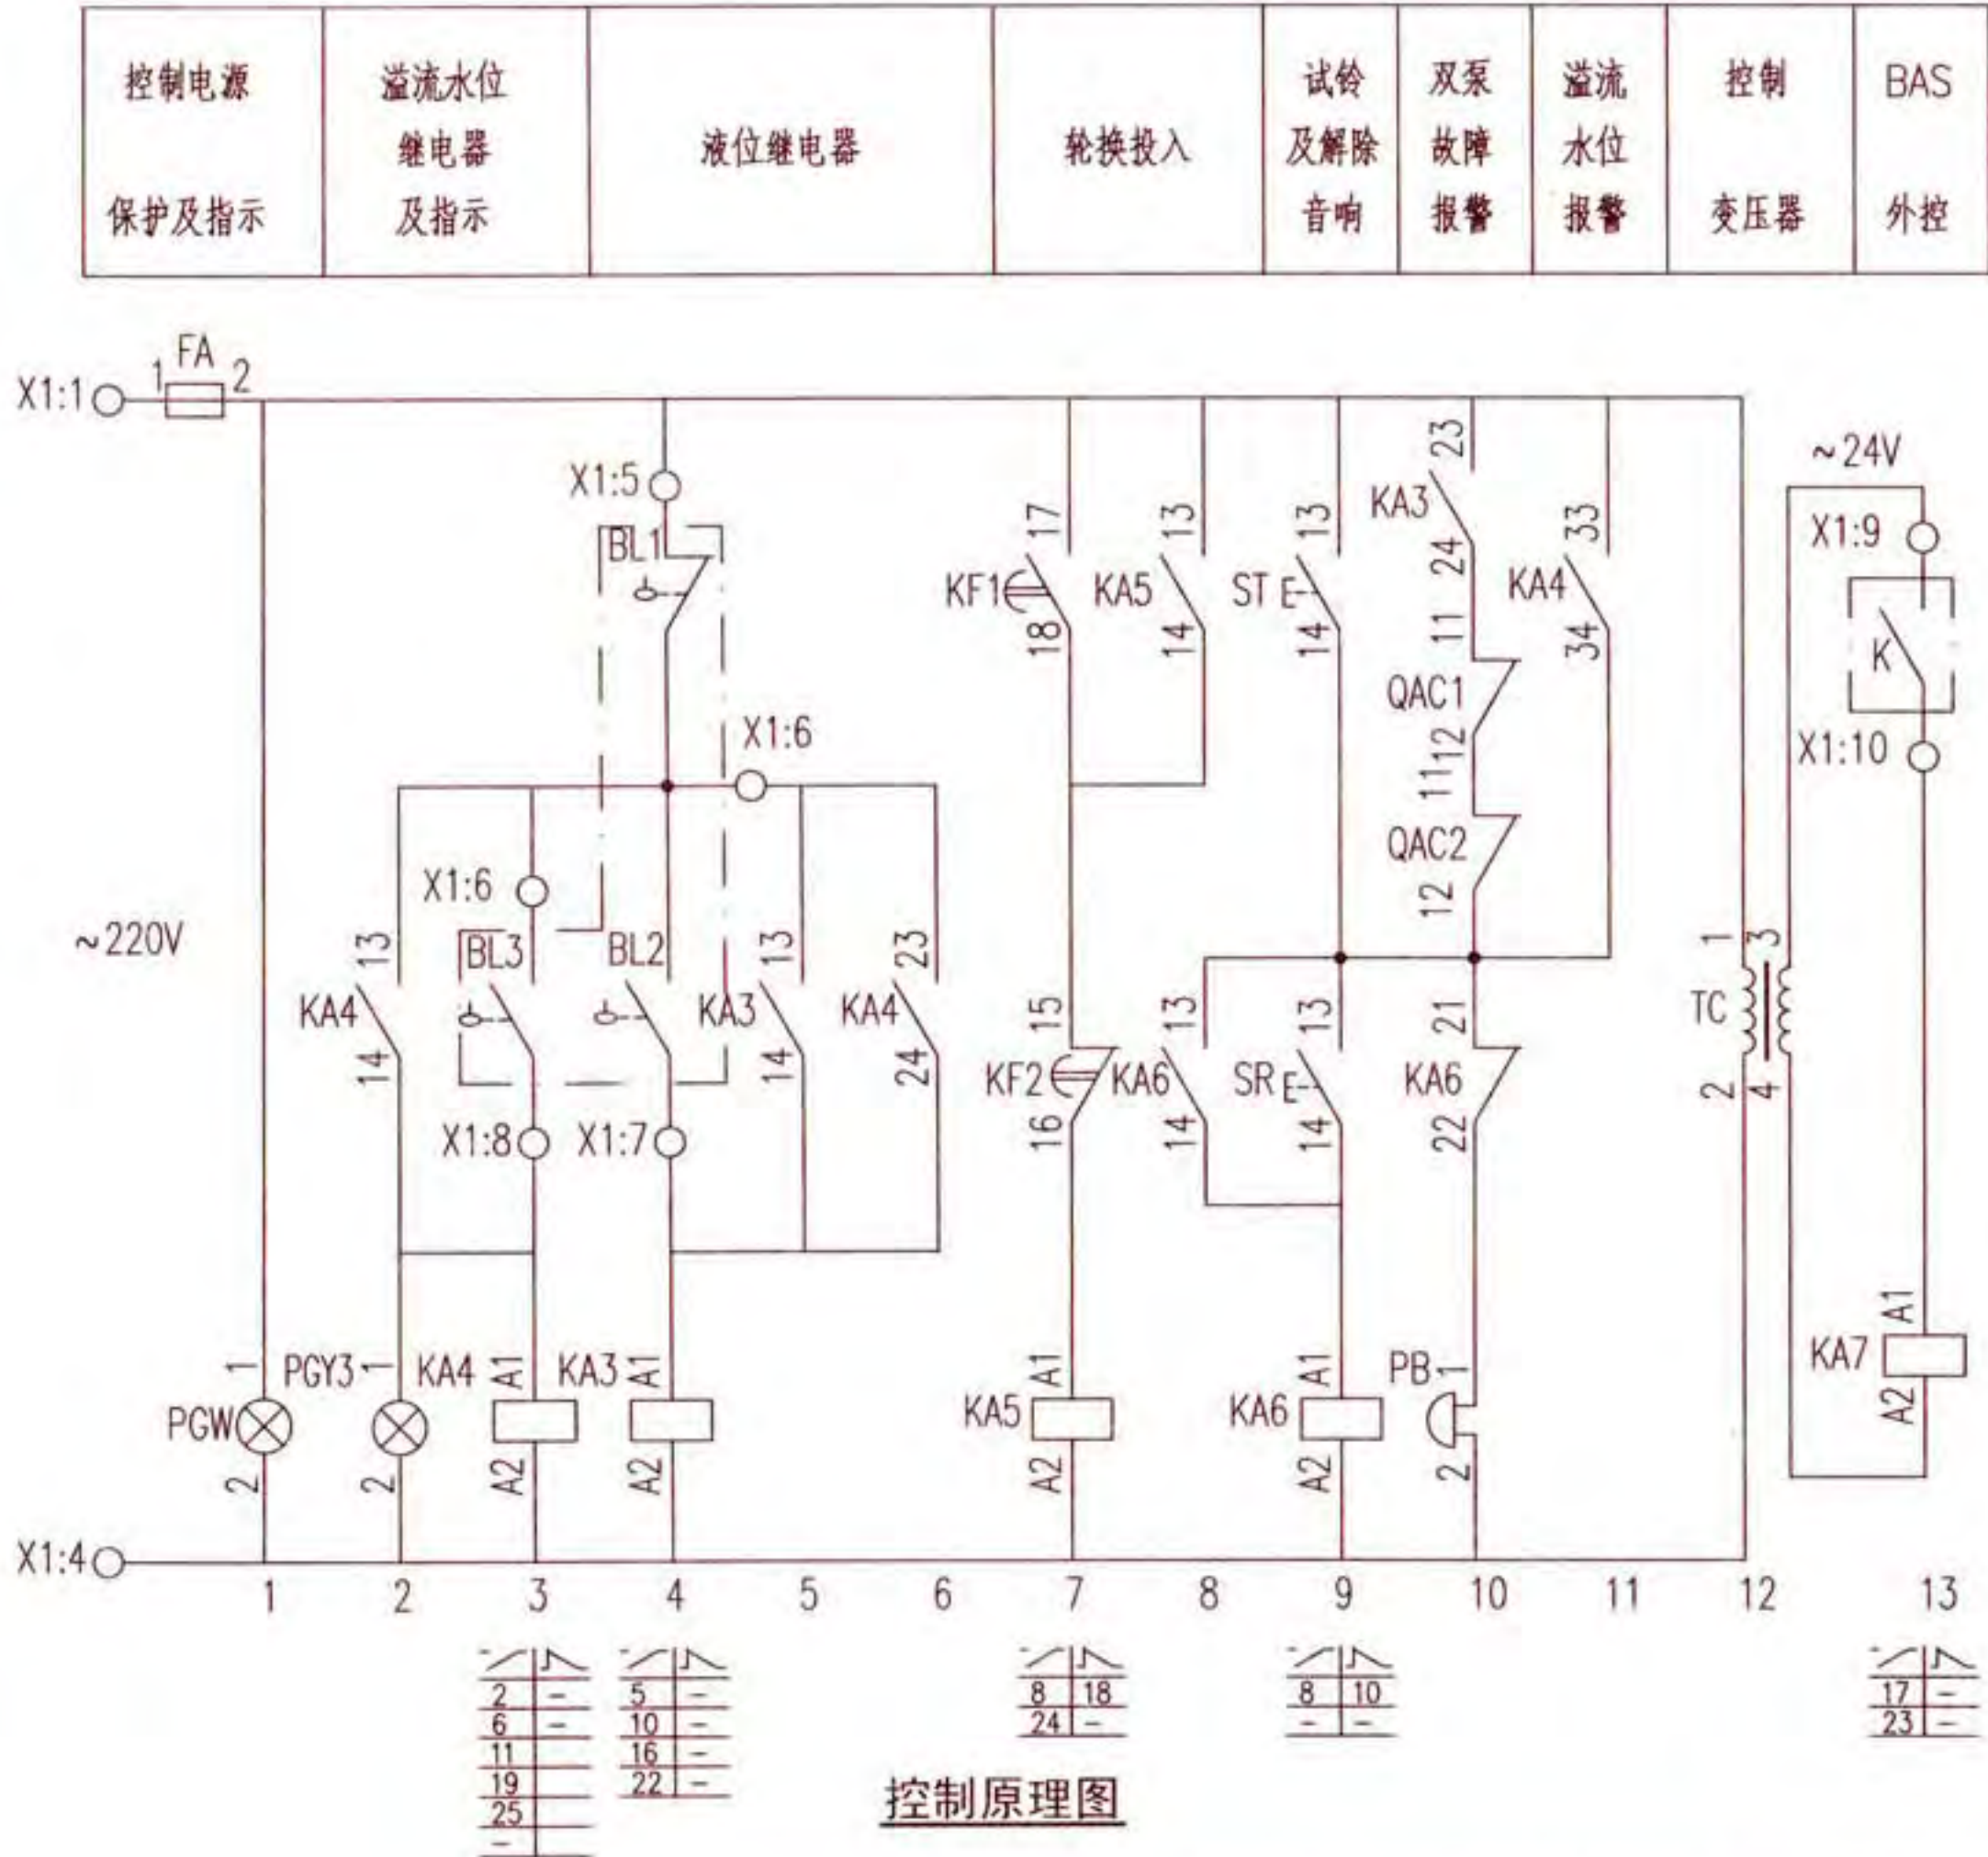 控制电源
保护及指示
溢流水位
继电器
及指示
液位继电器
轮换投入
试铃
及解除
音响
双泵
故障
报警
溢流
水位
报警
控制
变压器
BAS
外控
X1:1
1
FA
2
~24V
X1:5
BL1
17
KF1
18
13
KA5
14
13
ST
14
23
KA3
24
11
QAC1
12
11
QAC2
12
33
KA4
34
X1:9
K
X1:10
X1:6
X1:6
~220V
13
KA4
14
BL3
BL2
13
KA3
14
23
KA4
24
X1:8
X1:7
15
KF2
16
13
KA6
14
13
SR
14
21
KA6
22
1
3
TC
2
4
PGW
1
2
PGY3
1
2
KA4
A1
A2
KA3
A1
A2
KA5
A1
A2
KA6
A1
A2
PB
1
2
KA7
A1
A2
X1:4
1 2 3 4 5 6 7 8 9 10 11 12 13
2 -
6 -
11
19
25
-
5 -
10 -
16 -
22 -
8 18
24 -
8 10
- -
17 -
23 -
控制原理图